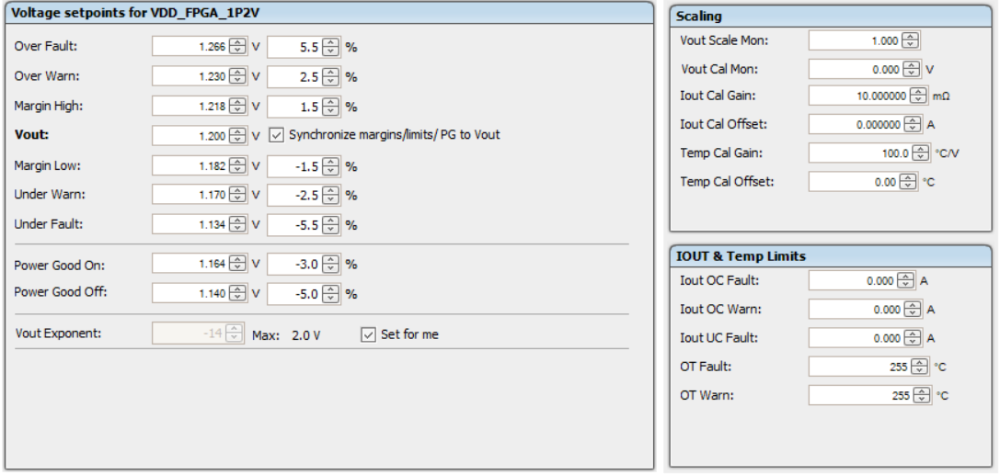 Voltage setpoints for VDD_FPGA_1P2V
Over Fault: 1.266 V 5.5 %
Over Warn: 1.230 V 2.5 %
Margin High: 1.218 V 1.5 %
Vout: 1.200 V Synchronize margins/limits/ PG to Vout
Margin Low: 1.182 V -1.5 %
Under Warn: 1.170 V -2.5 %
Under Fault: 1.134 V -5.5 %
Power Good On: 1.164 V -3.0 %
Power Good Off: 1.140 V -5.0 %
Vout Exponent: -14 Max: 2.0 V Set for me
Scaling
Vout Scale Mon: 1.000
Vout Cal Mon: 0.000 V
Iout Cal Gain: 10.000000 mΩ
Iout Cal Offset: 0.000000 A
Temp Cal Gain: 100.0 °C/V
Temp Cal Offset: 0.00 °C
IOUT & Temp Limits
Iout OC Fault: 0.000 A
Iout OC Warn: 0.000 A
Iout UC Fault: 0.000 A
OT Fault: 255 °C
OT Warn: 255 °C